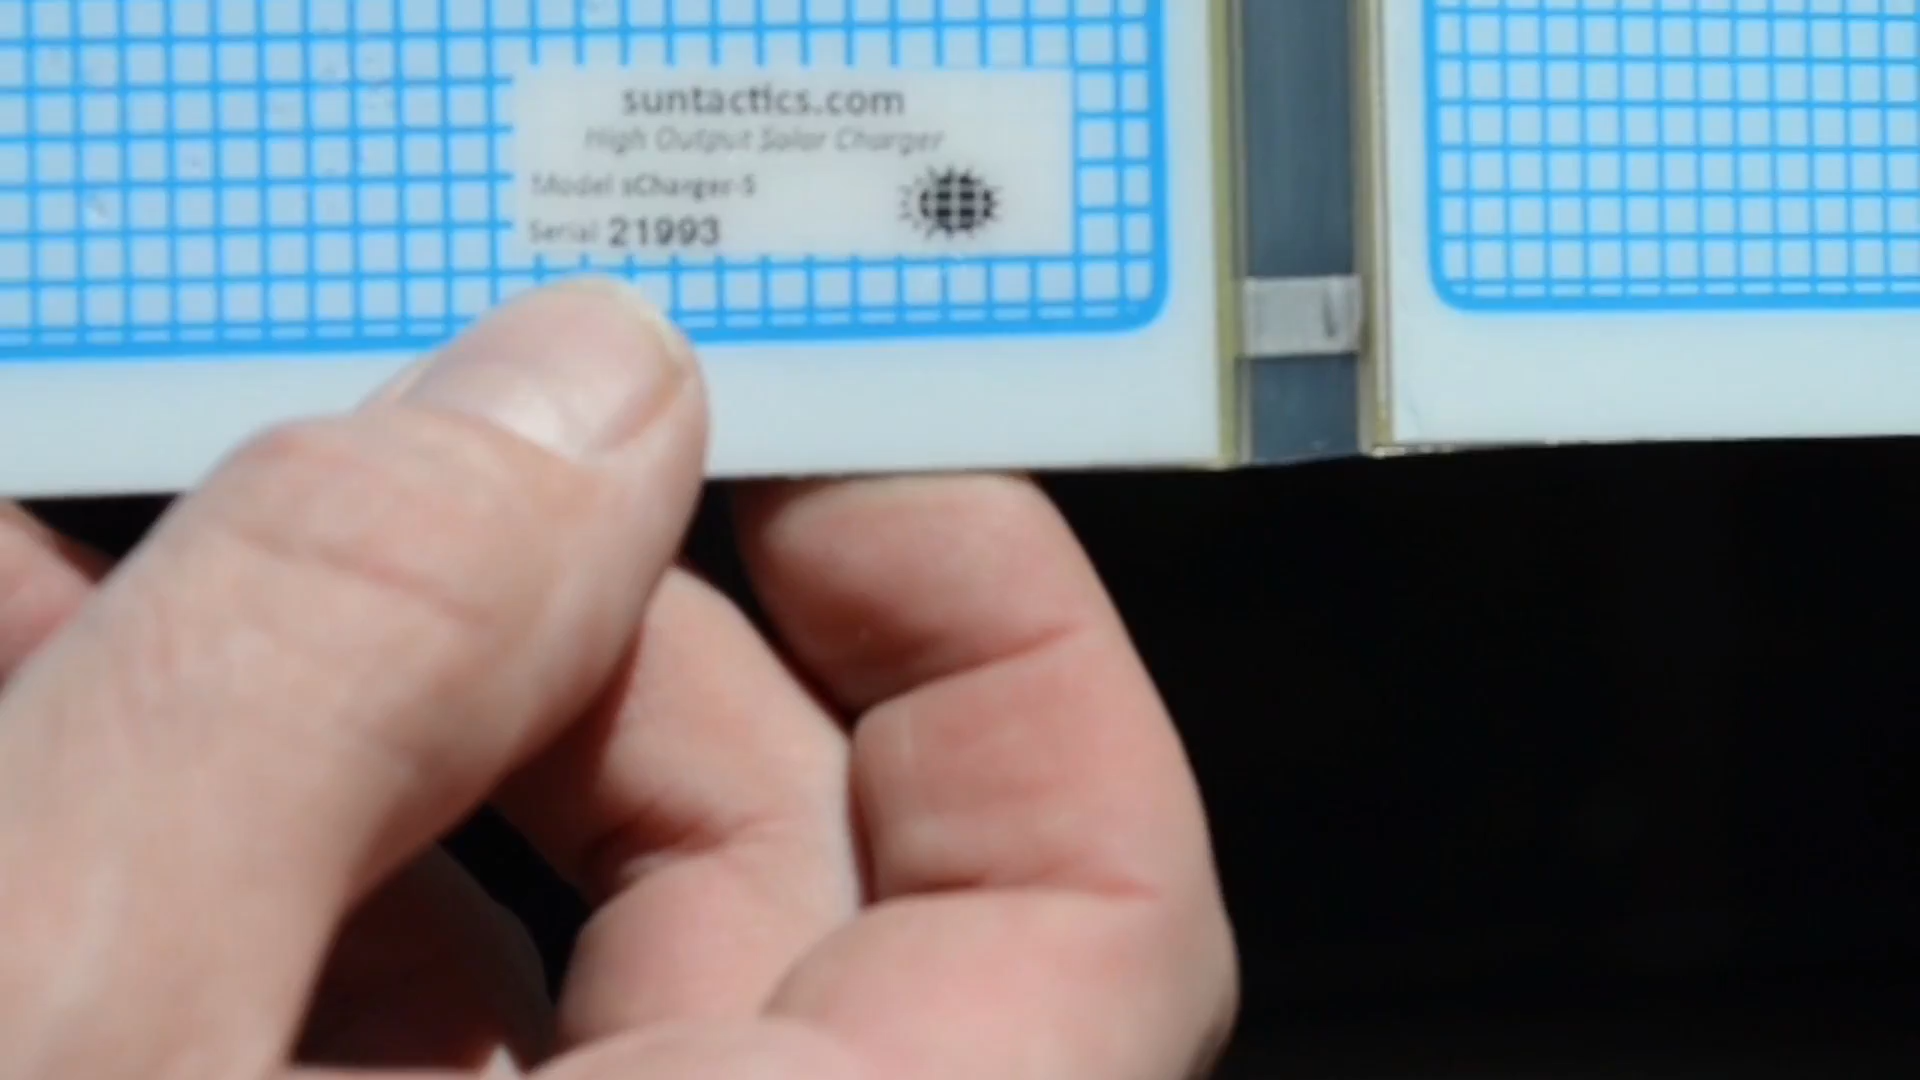 suntactics.com
High Output Solar Charger
Model sCharger-5
Serial 21993